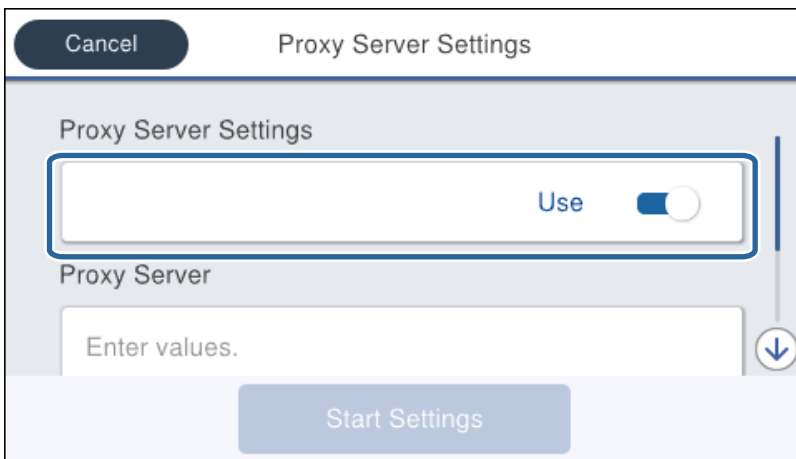 Cancel Proxy Server Settings
Proxy Server Settings
Use
Proxy Server
Enter values.
Start Settings